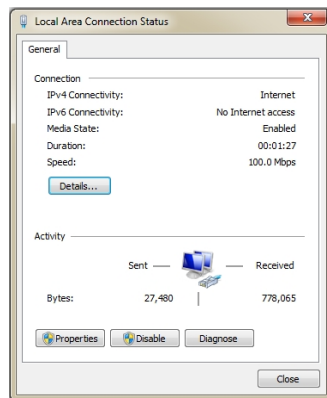 Local Area Connection Status
General
Connection
IPv4 Connectivity: Internet
IPv6 Connectivity: No Internet access
Media State: Enabled
Duration: 00:01:27
Speed: 100.0 Mbps
Details...
Activity
Sent Received
Bytes: 27,480 778,065
Properties Disable Diagnose
Close